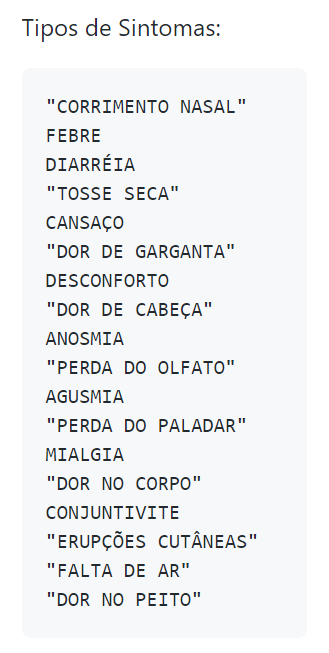 Tipos de Sintomas:
"CORRIMENTO NASAL"
FEBRE
DIARRÉIA
"TOSSE SECA"
CANSAÇO
"DOR DE GARGANTA"
DESCONFORTO
"DOR DE CABEÇA"
ANOSMIA
"PERDA DO OLFATO"
AGUSMIA
"PERDA DO PALADAR"
MIALGIA
"DOR NO CORPO"
CONJUNTIVITE
"ERUPÇÕES CUTÂNEAS"
"FALTA DE AR"
"DOR NO PEITO"